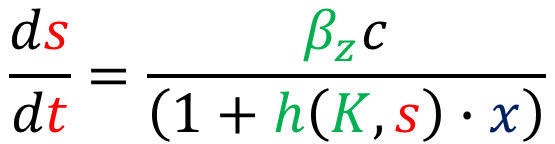 ds/dt = β_z c / (1 + h(K, s) · x)